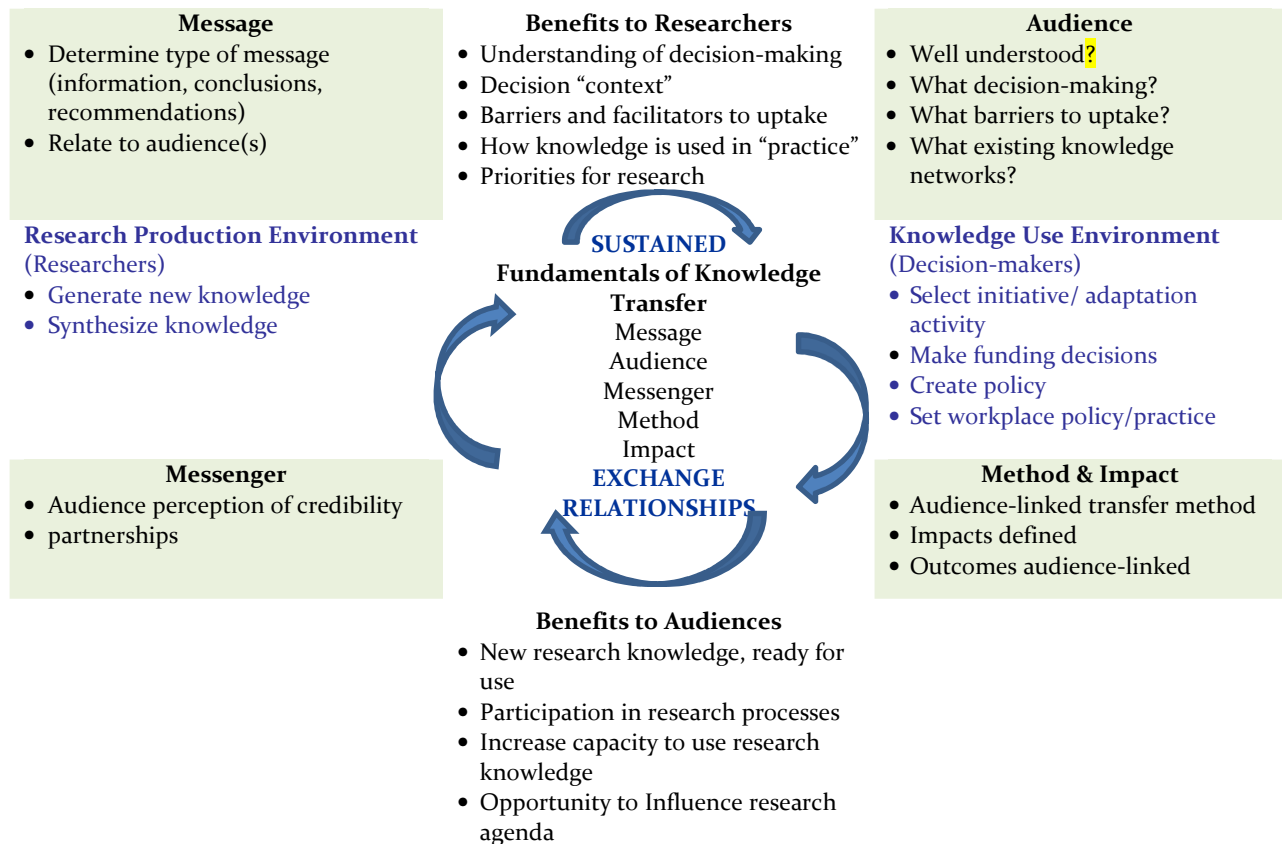 Message
• Determine type of message
(information, conclusions,
recommendations)
• Relate to audience(s)
Benefits to Researchers
• Understanding of decision-making
• Decision “context”
• Barriers and facilitators to uptake
• How knowledge is used in “practice”
• Priorities for research
Audience
• Well understood?
• What decision-making?
• What barriers to uptake?
• What existing knowledge
networks?
Research Production Environment
(Researchers)
• Generate new knowledge
• Synthesize knowledge
SUSTAINED
Fundamentals of Knowledge
Transfer
Message
Audience
Messenger
Method
Impact
EXCHANGE
RELATIONSHIPS
Knowledge Use Environment
(Decision-makers)
• Select initiative/ adaptation
activity
• Make funding decisions
• Create policy
• Set workplace policy/practice
Messenger
• Audience perception of credibility
• partnerships
Method & Impact
• Audience-linked transfer method
• Impacts defined
• Outcomes audience-linked
Benefits to Audiences
• New research knowledge, ready for
use
• Participation in research processes
• Increase capacity to use research
knowledge
• Opportunity to Influence research
agenda